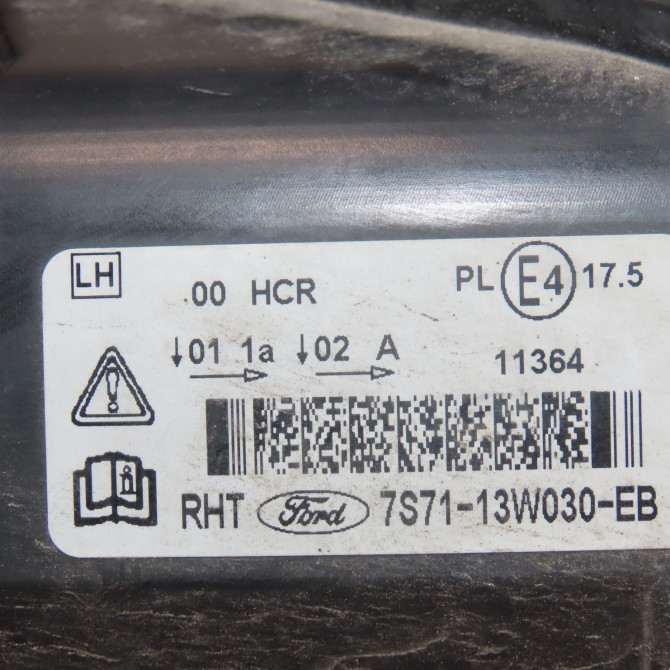 LH 00 HCR PL E4 17.5
↓01 1a ↓02 A 11364
RHT Ford 7S71-13W030-EB